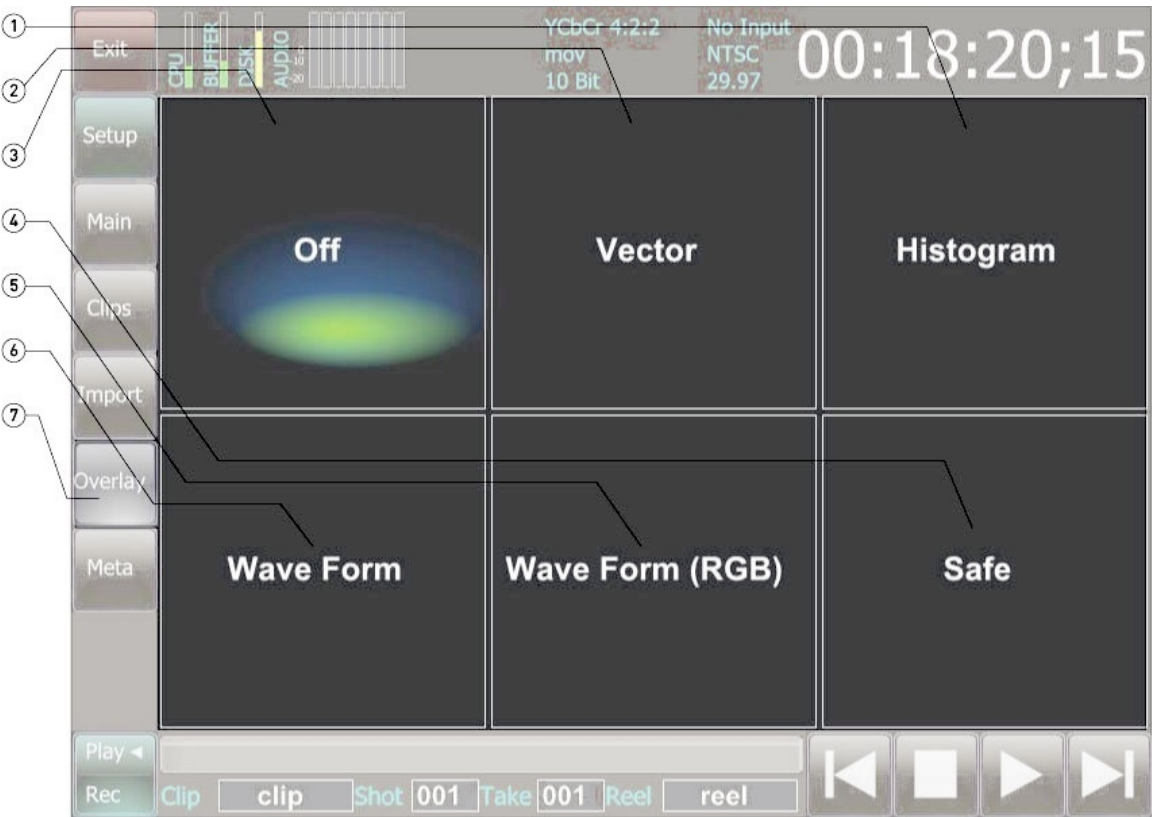 1
2
3
4
5
6
7
Exit
CPU
BUFFER
DISK
AUDIO
YCbCr 4:2:2
mov
10 Bit
No Input
NTSC
29.97
00:18:20;15
Setup
Main
Clips
Import
Overlay
Meta
Off
Vector
Histogram
Wave Form
Wave Form (RGB)
Safe
Play
Rec
Clip clip Shot 001 Take 001 Reel reel